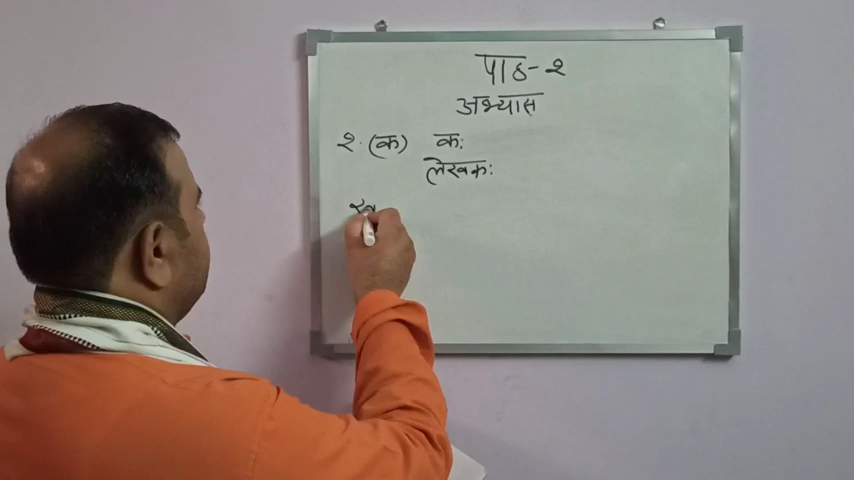 पाठ-२
अभ्यास
२. (क) कः
लेखकः
ख